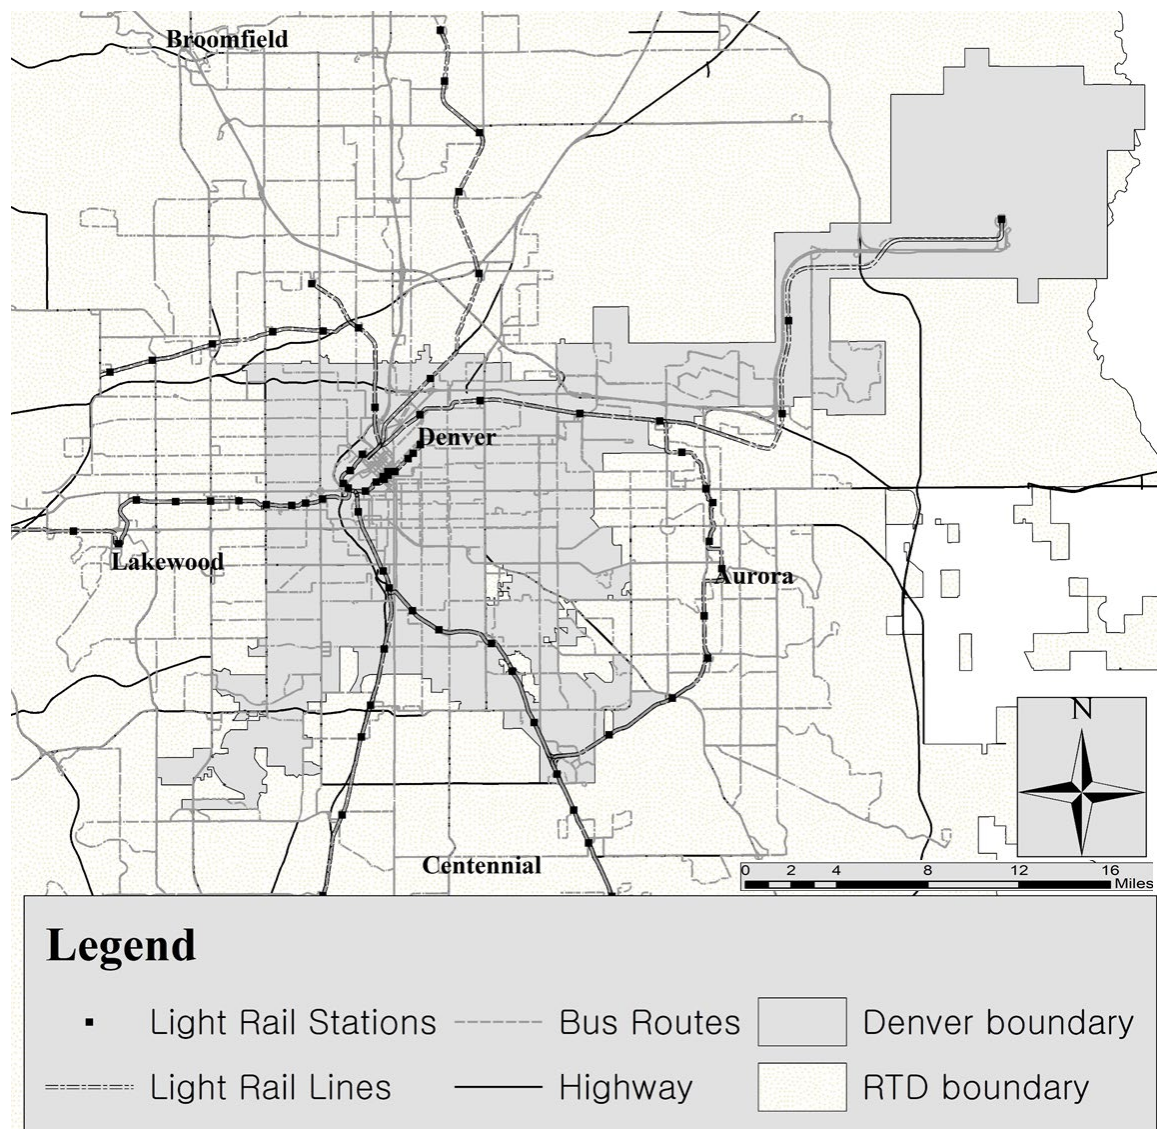 Broomfield
Denver
Lakewood
Aurora
N
Centennial
0 2 4 8 12 16
Miles
Legend
Light Rail Stations
Bus Routes
Denver boundary
Light Rail Lines
Highway
RTD boundary